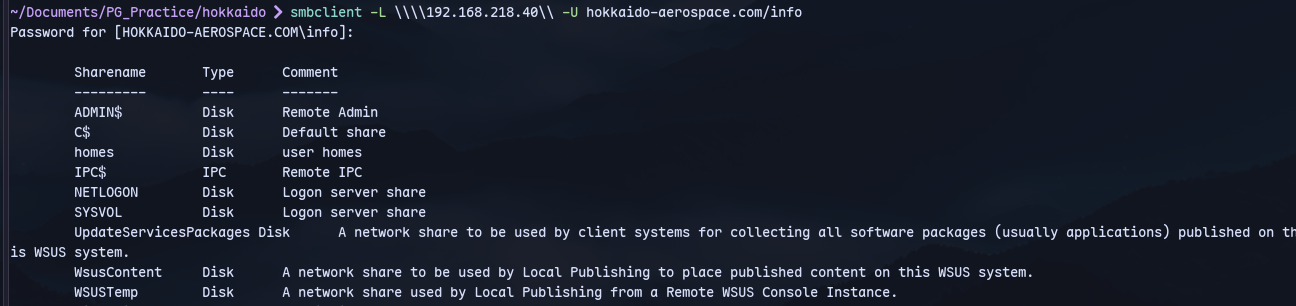 ~/Documents/PG_Practice/hokkaido ❯ smbclient -L \\\\192.168.218.40\\ -U hokkaido-aerospace.com/info
Password for [HOKKAIDO-AEROSPACE.COM\info]:
Sharename       Type      Comment
---------       ----      -------
ADMIN$          Disk      Remote Admin
C$              Disk      Default share
homes           Disk      user homes
IPC$            IPC       Remote IPC
NETLOGON        Disk      Logon server share
SYSVOL          Disk      Logon server share
UpdateServicesPackages Disk      A network share to be used by client systems for collecting all software packages (usually applications) published on th
is WSUS system.
WsusContent     Disk      A network share to be used by Local Publishing to place published content on this WSUS system.
WSUSTemp        Disk      A network share used by Local Publishing from a Remote WSUS Console Instance.